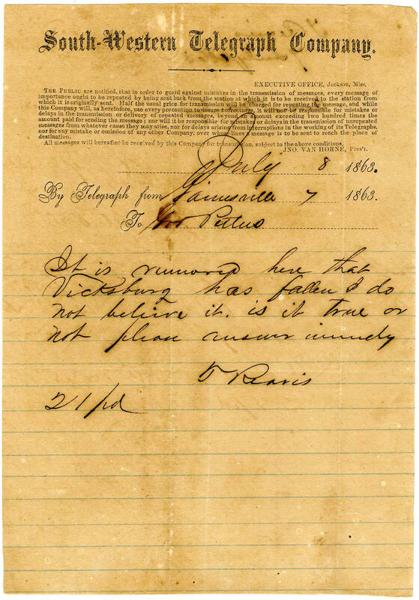 South-Western Telegraph Company.
EXECUTIVE OFFICE, Jackson, Miss.
THE PUBLIC are notified, that in order to guard against mistakes in the transmission of messages, every message of
importance ought to be repeated by being sent back from the station at which it is to be received to the station from
which it is originally sent. Half the usual price for transmission will be charged for repeating the message, and while
this Company will, as heretofore, use every precaution to ensure correctness, it will not be responsible for mistakes or
delays in the transmission or delivery of repeated messages, beyond an amount exceeding two hundred times the
amount paid for sending the message; nor will it be responsible for mistakes or delays in the transmission of unrepeated
messages from whatever cause they may arise, nor for delays arising from interruptions in the working of its Telegraphs,
nor for any mistake or omission of any other Company, over whose lines a message is to be sent to reach the place of
destination.
All messages will hereafter be received by this Company for transmission, subject to the above conditions.
JNO. VAN HORNE, Pres't.
July 8 1863.
By Telegraph from 7 1863.
To Gov Pettus
It is rumored here that
Vicksburg has fallen I do
not believe it. is it true or
not please answer
Davis
21 pd